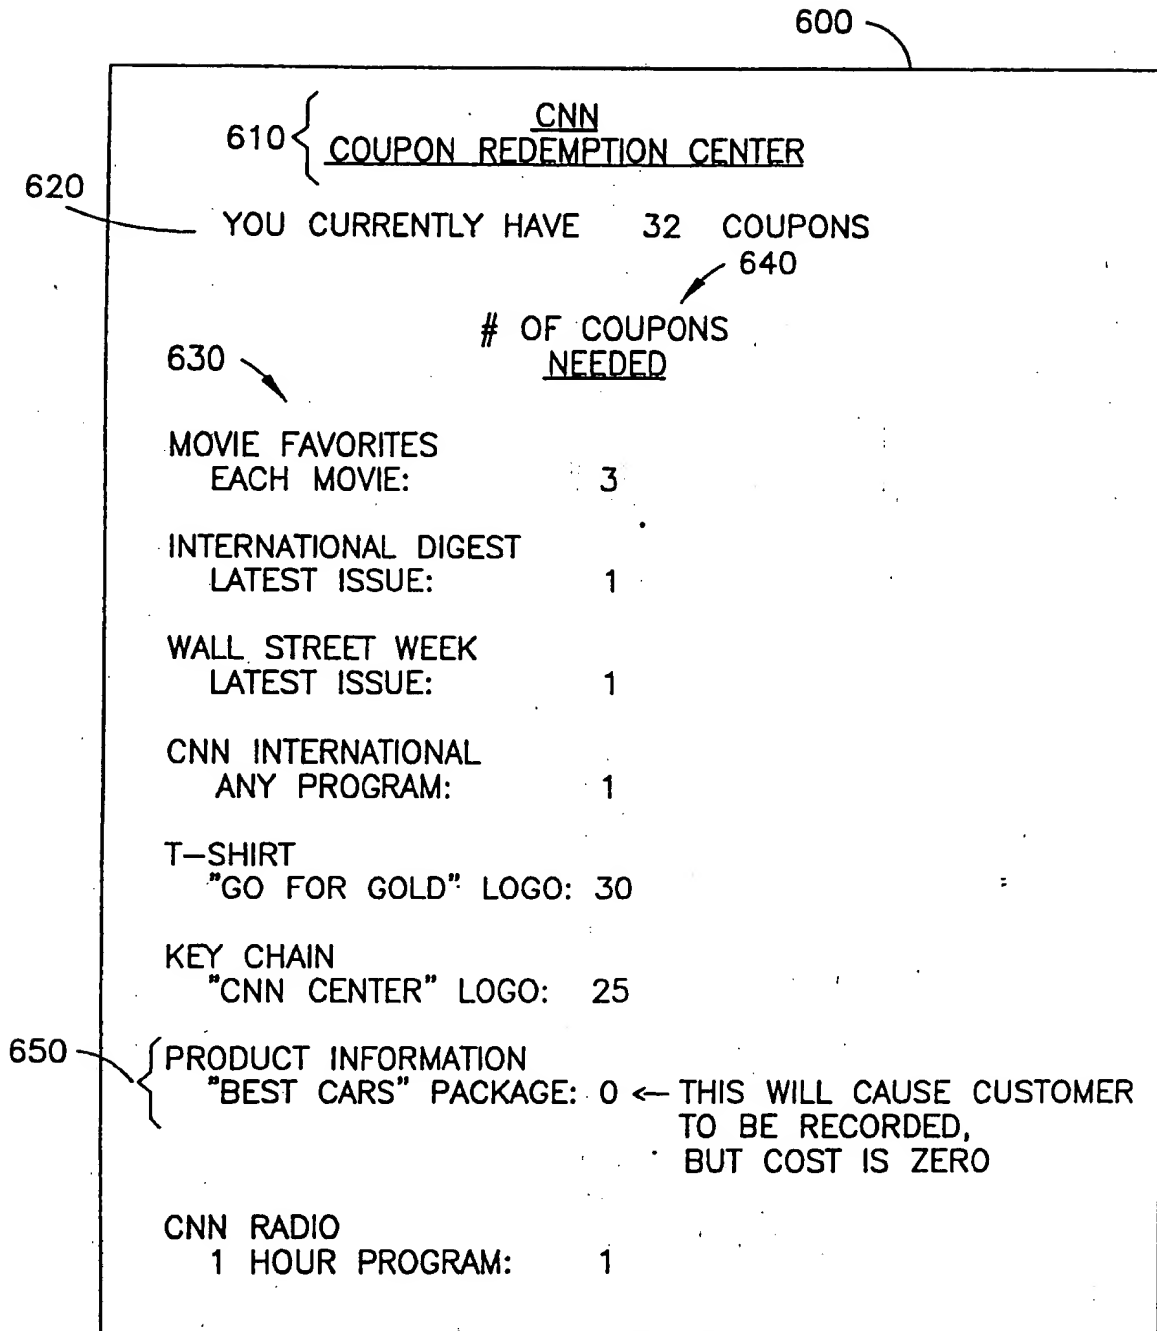 600
610 CNN
COUPON REDEMPTION CENTER
620
YOU CURRENTLY HAVE 32 COUPONS
640
# OF COUPONS
NEEDED
630
MOVIE FAVORITES
EACH MOVIE: 3
INTERNATIONAL DIGEST
LATEST ISSUE: 1
WALL STREET WEEK
LATEST ISSUE: 1
CNN INTERNATIONAL
ANY PROGRAM: 1
T-SHIRT
"GO FOR GOLD" LOGO: 30
KEY CHAIN
"CNN CENTER" LOGO: 25
650 PRODUCT INFORMATION
"BEST CARS" PACKAGE: 0 ← THIS WILL CAUSE CUSTOMER
TO BE RECORDED,
BUT COST IS ZERO
CNN RADIO
1 HOUR PROGRAM: 1